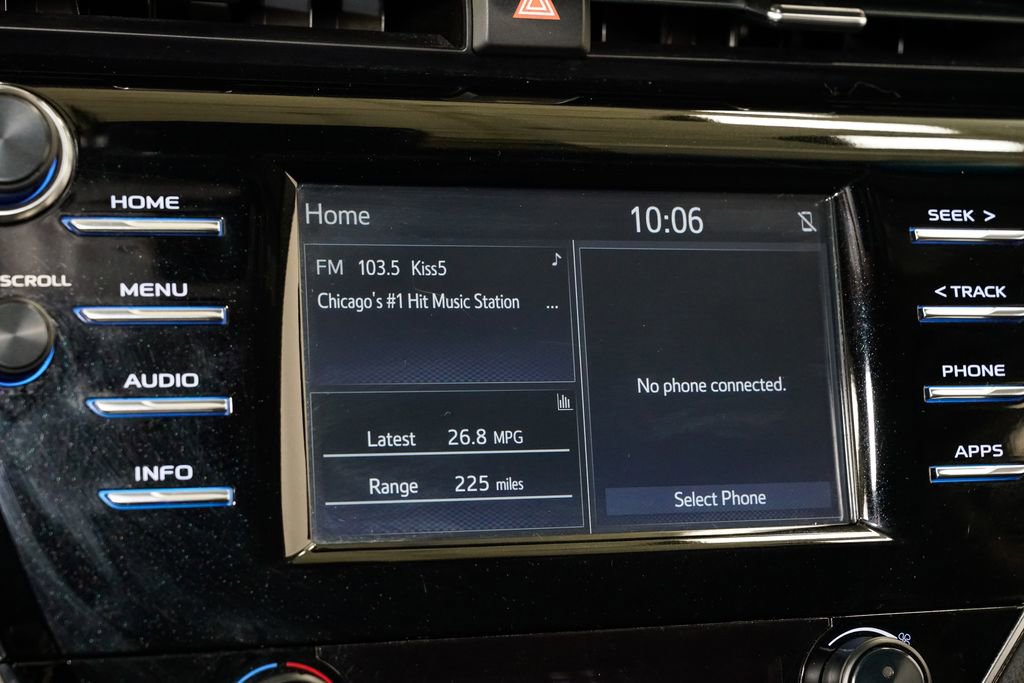 HOME
SCROLL
MENU
AUDIO
INFO
Home 10:06
FM 103.5 Kiss5
Chicago's #1 Hit Music Station ...
Latest 26.8 MPG
Range 225 miles
No phone connected.
Select Phone
SEEK >
< TRACK
PHONE
APPS